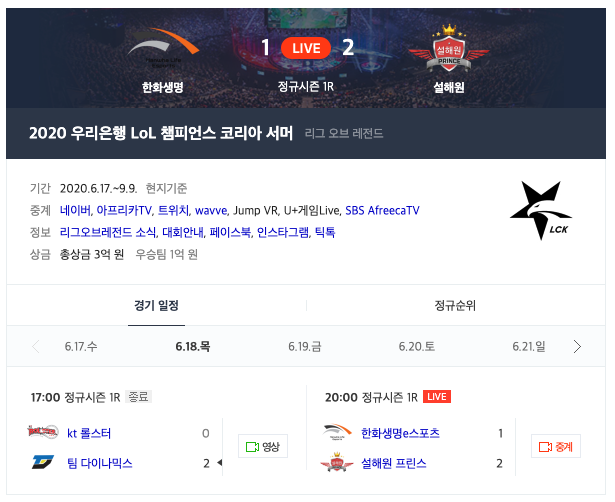 1 LIVE 2
한화생명 정규시즌 1R 설해원
설해원
PRINCE
2020 우리은행 LoL 챔피언스 코리아 서머 리그 오브 레전드
기간 2020.6.17.~9.9. 현지기준
중계 네이버, 아프리카TV, 트위치, wavve, Jump VR, U+게임Live, SBS AfreecaTV
정보 리그오브레전드 소식, 대회안내, 페이스북, 인스타그램, 틱톡
상금 총상금 3억 원 우승팀 1억 원
LCK
경기 일정 정규순위
6.17.수 6.18.목 6.19.금 6.20.토 6.21.일
17:00 정규시즌 1R 종료
kt 롤스터 0
팀 다이나믹스 2
영상
20:00 정규시즌 1R LIVE
한화생명e스포츠 1
설해원 프린스 2
중계